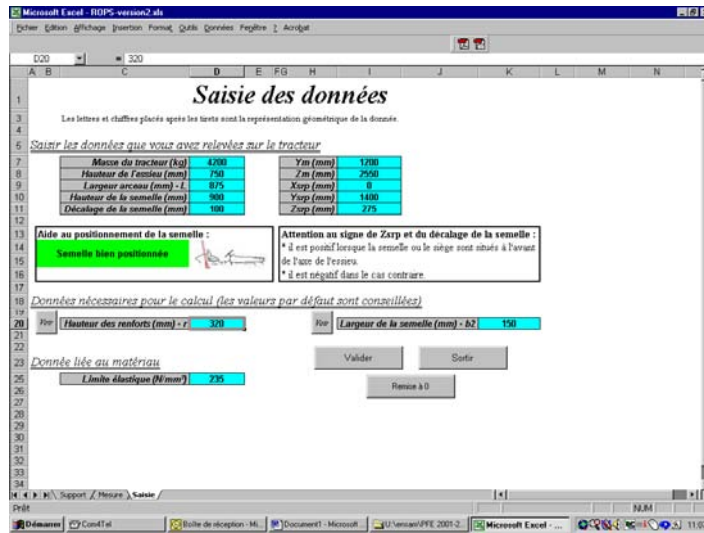 Microsoft Excel - ROPS-version2.xls
Fichier Edition Affichage Insertion Format Outils Données Fenêtre ? Acrobat
D20 = 320
A B C D E F G H I J K L M N
Saisie des données
Les lettres et chiffres placés après les tirets sont la représentation géométrique de la donnée.
Saisir les données que vous avez relevées sur le tracteur
Masse du tracteur (kg) 4200 Ym (mm) 1200
Hauteur de l'essieu (mm) 750 Zm (mm) 2550
Largeur arceau (mm) - L 875 Xsrp (mm) 0
Hauteur de la semelle (mm) 900 Ysrp (mm) 1400
Décalage de la semelle (mm) 100 Zsrp (mm) 275
Aide au positionnement de la semelle :
Semelle bien positionnée
Attention au signe de Zsrp et du décalage de la semelle :
* il est positif lorsque la semelle ou le siège sont situés à l'avant
de l'axe de l'essieu.
* il est négatif dans le cas contraire.
Données nécessaires pour le calcul (les valeurs par défaut sont conseillées)
Voir Hauteur des renforts (mm) - r 320 Voir Largeur de la semelle (mm) - b2 150
Valider Sortir
Donnée liée au matériau
Limite élastique (N/mm²) 235
Remise à 0
Support Mesure Saisie
Prêt NUM
Démarrer Com4Tel Boîte de réception - Mi... Document1 - Microsoft ... U:\ensam\PFE 2001-2... Microsoft Excel - ...